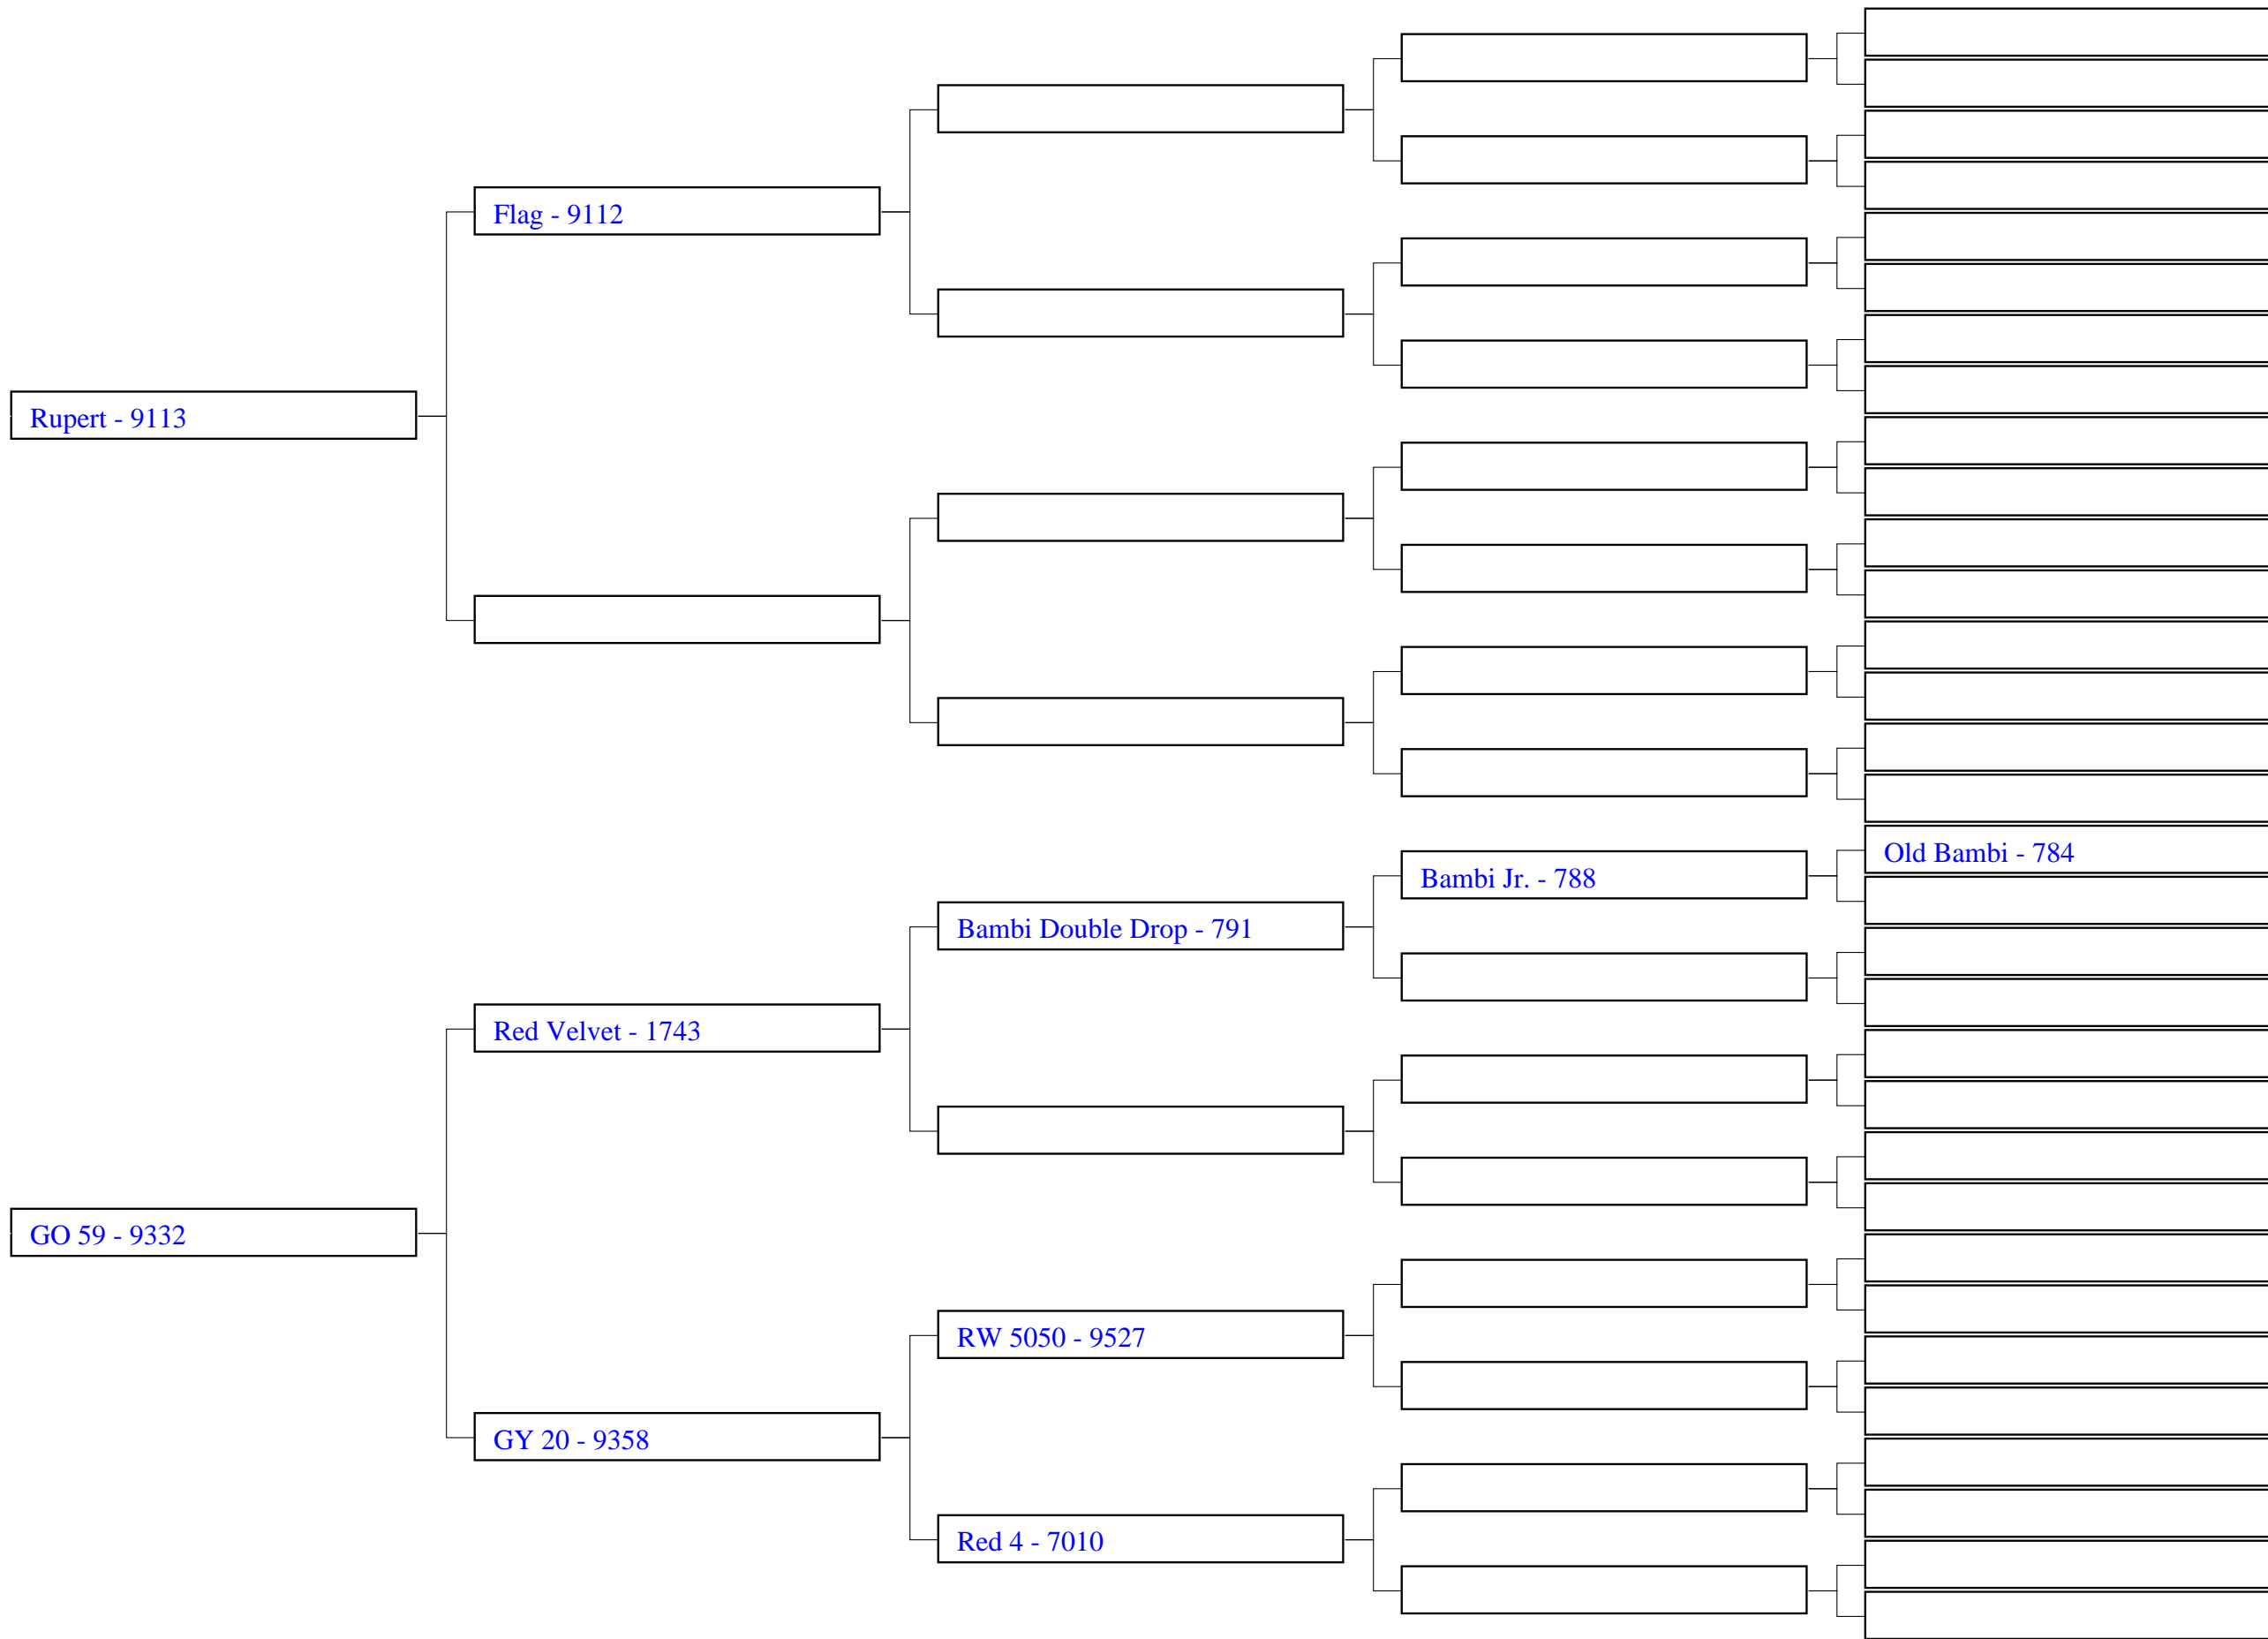 Flag - 9112
Rupert - 9113
Old Bambi - 784
Bambi Jr. - 788
Bambi Double Drop - 791
Red Velvet - 1743
GO 59 - 9332
RW 5050 - 9527
GY 20 - 9358
Red 4 - 7010